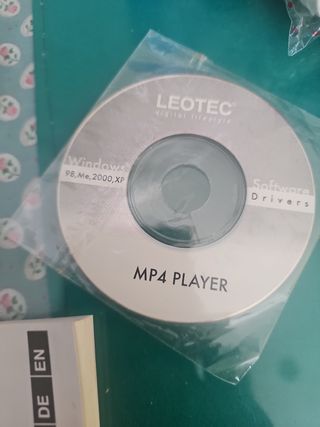 LEOTEC®
digital lifestyle
Windows
98, Me, 2000, XP
Software
Drivers
MP4 PLAYER
DE
EN